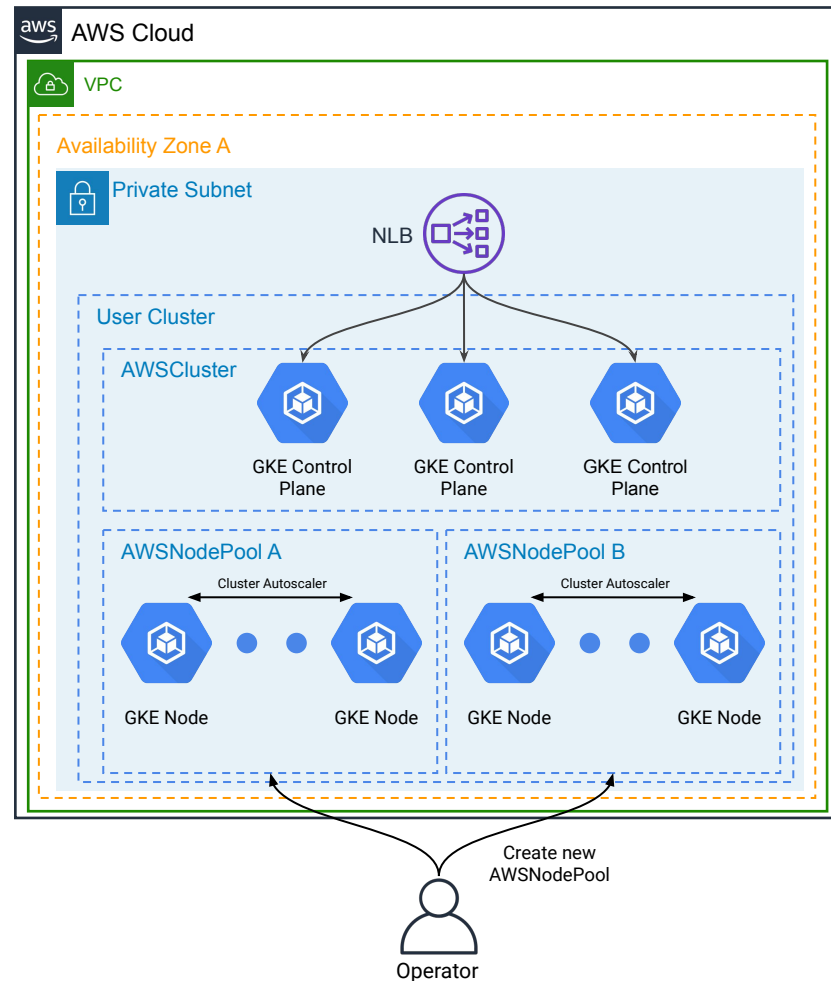 aws
AWS Cloud
VPC
Availability Zone A
Private Subnet
NLB
User Cluster
AWSCluster
GKE Control
Plane
GKE Control
Plane
GKE Control
Plane
AWSNodePool A
Cluster Autoscaler
GKE Node
GKE Node
AWSNodePool B
Cluster Autoscaler
GKE Node
GKE Node
Create new
AWSNodePool
Operator